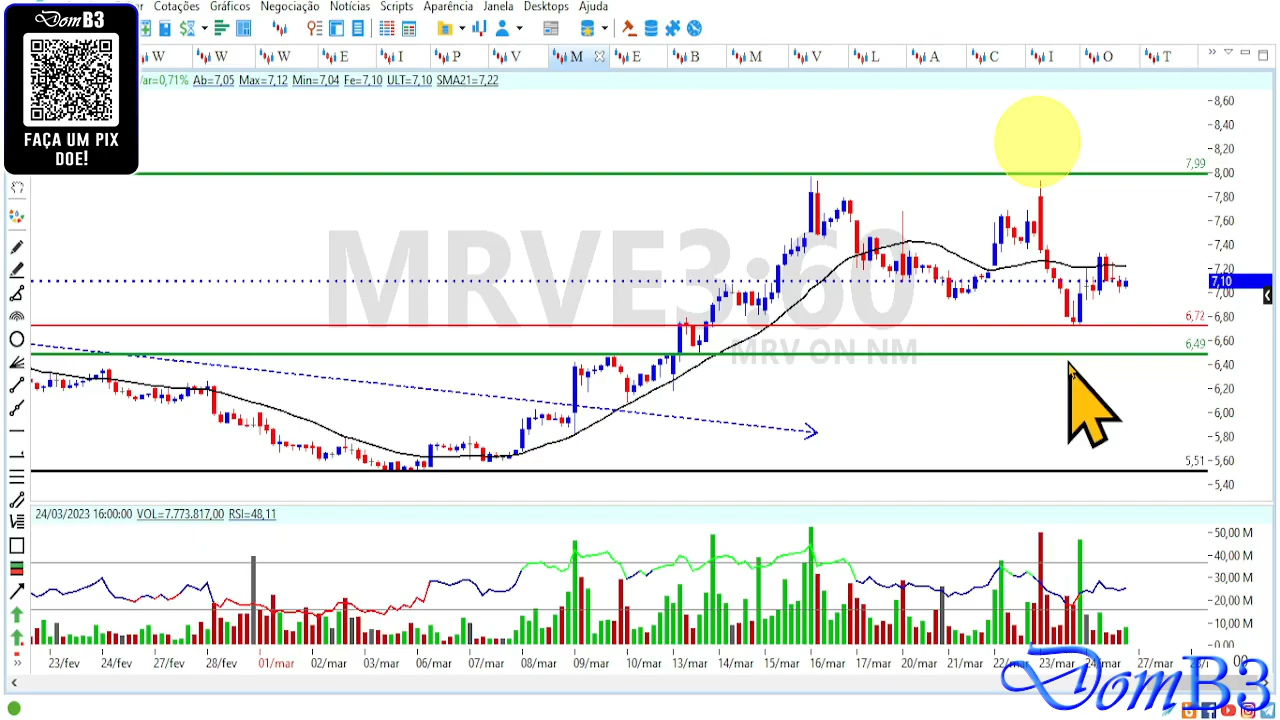 Cotações Gráficos Negociação Notícias Scripts Aparência Janela Desktops Ajuda
DomB3
FAÇA UM PIX
DOE!
W W W E I P V M E B M V L A C I O T
Var=0,71% Ab=7,05 Max=7,12 Min=7,04 Fe=7,10 ULT=7,10 SMA21=7,22
MRVE3:60
MRV ON NM
8,60
8,40
8,20
7,99
8,00
7,80
7,60
7,40
7,20
7,10
7,00
6,72
6,80
6,60
6,49
6,40
6,20
6,00
5,80
5,51
5,60
5,40
24/03/2023 16:00:00 VOL=7.773.817,00 RSI=48,11
50,00 M
40,00 M
30,00 M
20,00 M
10,00 M
0,00
23/fev 24/fev 27/fev 28/fev 01/mar 02/mar 03/mar 06/mar 07/mar 08/mar 09/mar 10/mar 13/mar 14/mar 15/mar 16/mar 17/mar 20/mar 21/mar 22/mar 23/mar 24/mar 27/mar
DomB3